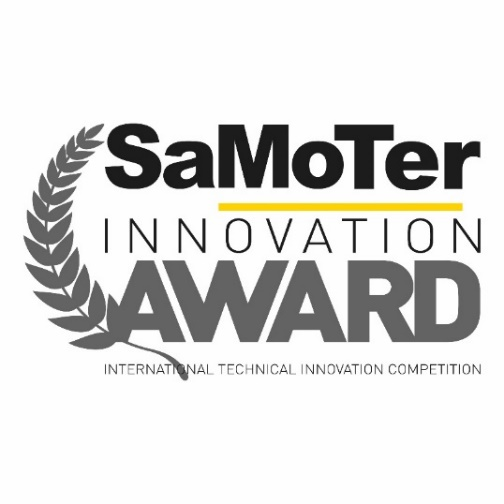 SaMoTer
INNOVATION
AWARD
INTERNATIONAL TECHNICAL INNOVATION COMPETITION